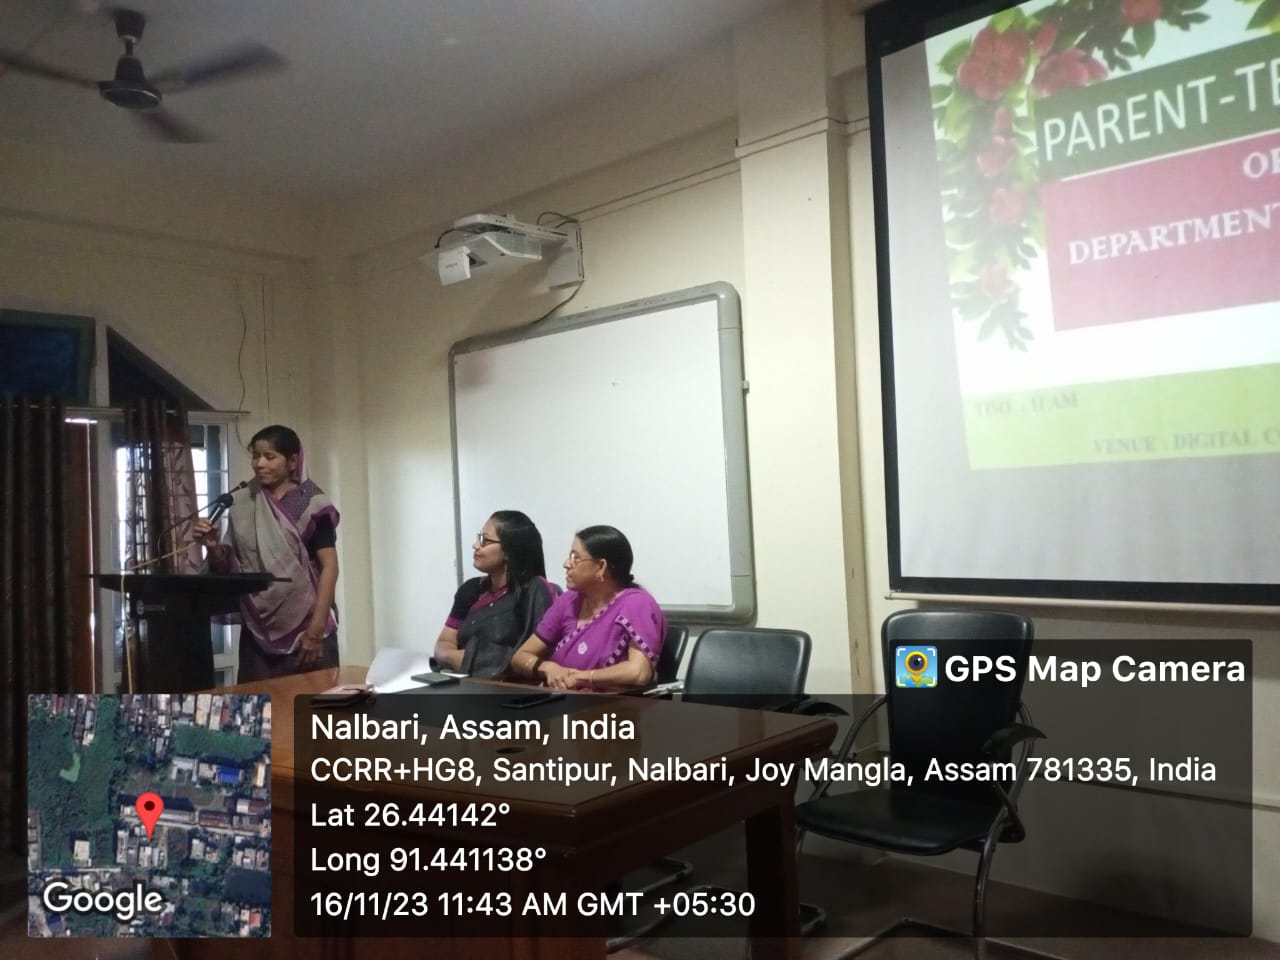 PARENT-TE
OF
DEPARTMENT
TIME : 11 AM
VENUE : DIGITAL C
GPS Map Camera
Nalbari, Assam, India
CCRR+HG8, Santipur, Nalbari, Joy Mangla, Assam 781335, India
Lat 26.44142°
Long 91.441138°
16/11/23 11:43 AM GMT +05:30
Google